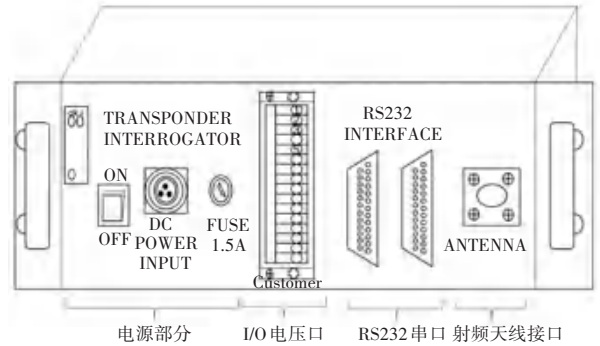 TRANSPONDER
INTERROGATOR
RS232
INTERFACE
ON
OFF
DC
POWER
INPUT
FUSE
1.5A
ANTENNA
Customer
电源部分
I/O电压口
RS232串口
射频天线接口